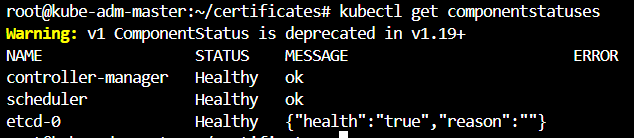 root@kube-adm-master:~/certificates# kubectl get componentstatuses
Warning: v1 ComponentStatus is deprecated in v1.19+
NAME STATUS MESSAGE ERROR
controller-manager Healthy ok
scheduler Healthy ok
etcd-0 Healthy {"health":"true","reason":""}